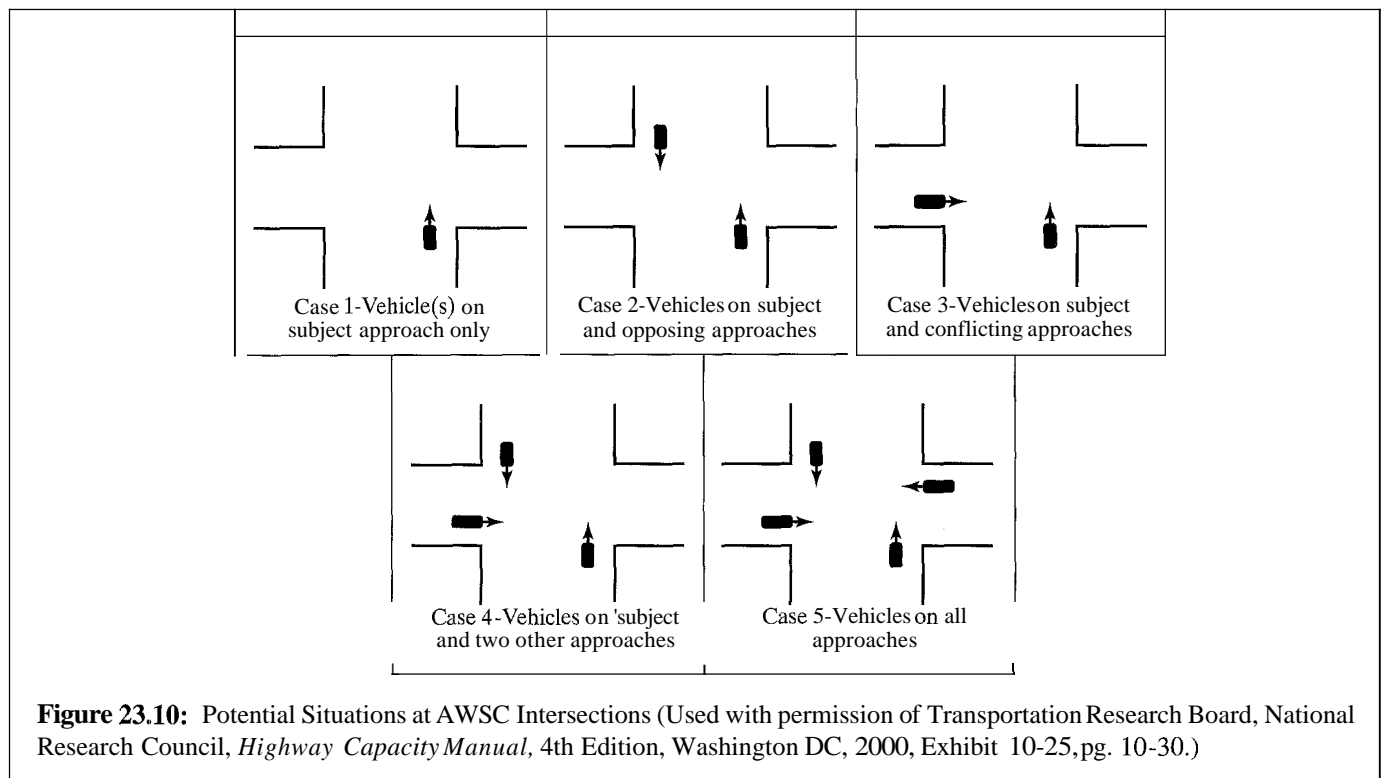 Case 1-Vehicle(s) on
subject approach only
Case 2-Vehicles on subject
and opposing approaches
Case 3-Vehicles on subject
and conflicting approaches
Case 4-Vehicles on 'subject
and two other approaches
Case 5-Vehicles on all
approaches
Figure 23.10: Potential Situations at AWSC Intersections (Used with permission of Transportation Research Board, National
Research Council, Highway Capacity Manual, 4th Edition, Washington DC, 2000, Exhibit 10-25, pg. 10-30.)